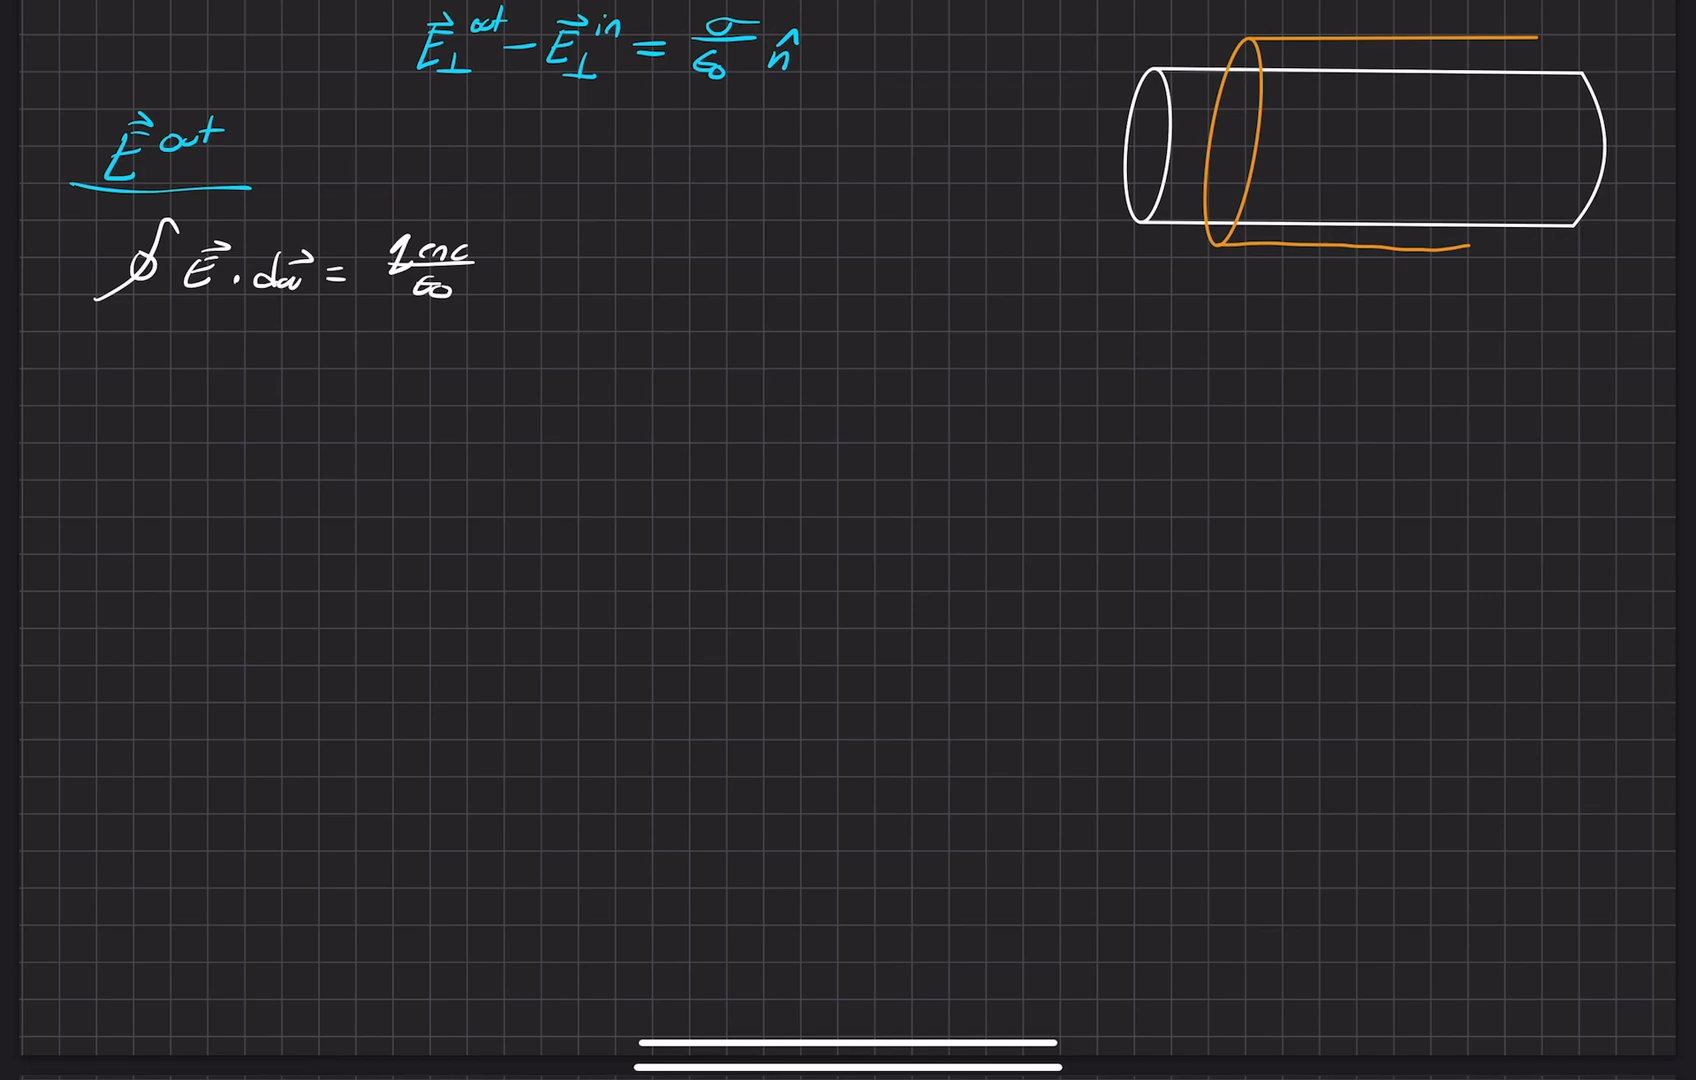 E⃗⊥^out − E⃗⊥^in = σ/ε₀ n̂
E⃗^out
∮ E⃗ · da⃗ = q_enc/ε₀